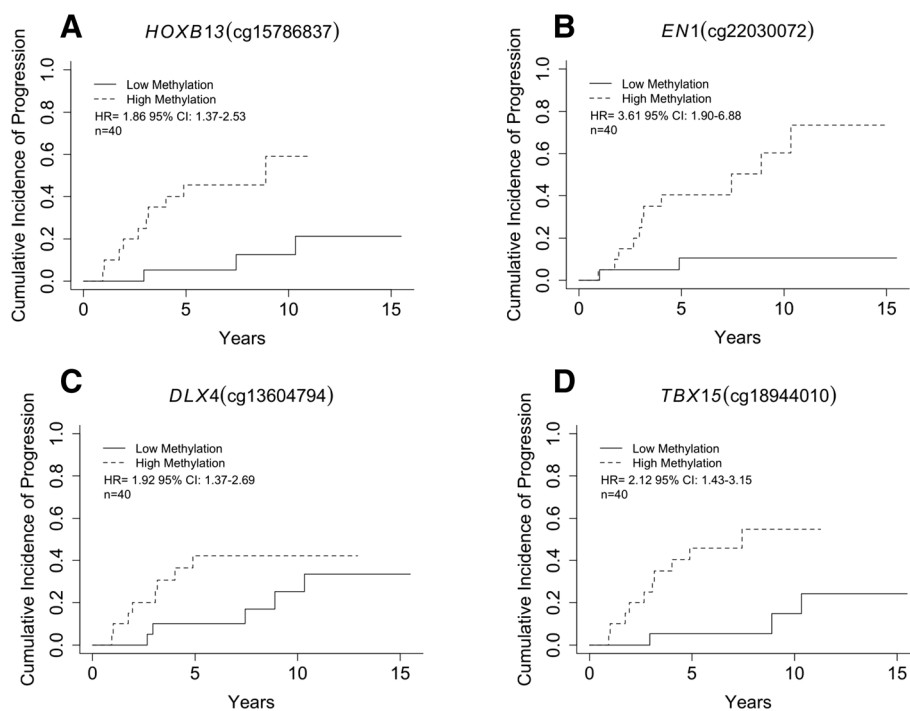 A
HOXB13(cg15786837)
Cumulative Incidence of Progression
1.0
0.8
0.6
0.4
0.2
0.0
Low Methylation
High Methylation
HR= 1.86 95% CI: 1.37-2.53
n=40
0 5 10 15
Years
B
EN1(cg22030072)
Cumulative Incidence of Progression
1.0
0.8
0.6
0.4
0.2
0.0
Low Methylation
High Methylation
HR= 3.61 95% CI: 1.90-6.88
n=40
0 5 10 15
Years
C
DLX4(cg13604794)
Cumulative Incidence of Progression
1.0
0.8
0.6
0.4
0.2
0.0
Low Methylation
High Methylation
HR= 1.92 95% CI: 1.37-2.69
n=40
0 5 10 15
Years
D
TBX15(cg18944010)
Cumulative Incidence of Progression
1.0
0.8
0.6
0.4
0.2
0.0
Low Methylation
High Methylation
HR= 2.12 95% CI: 1.43-3.15
n=40
0 5 10 15
Years